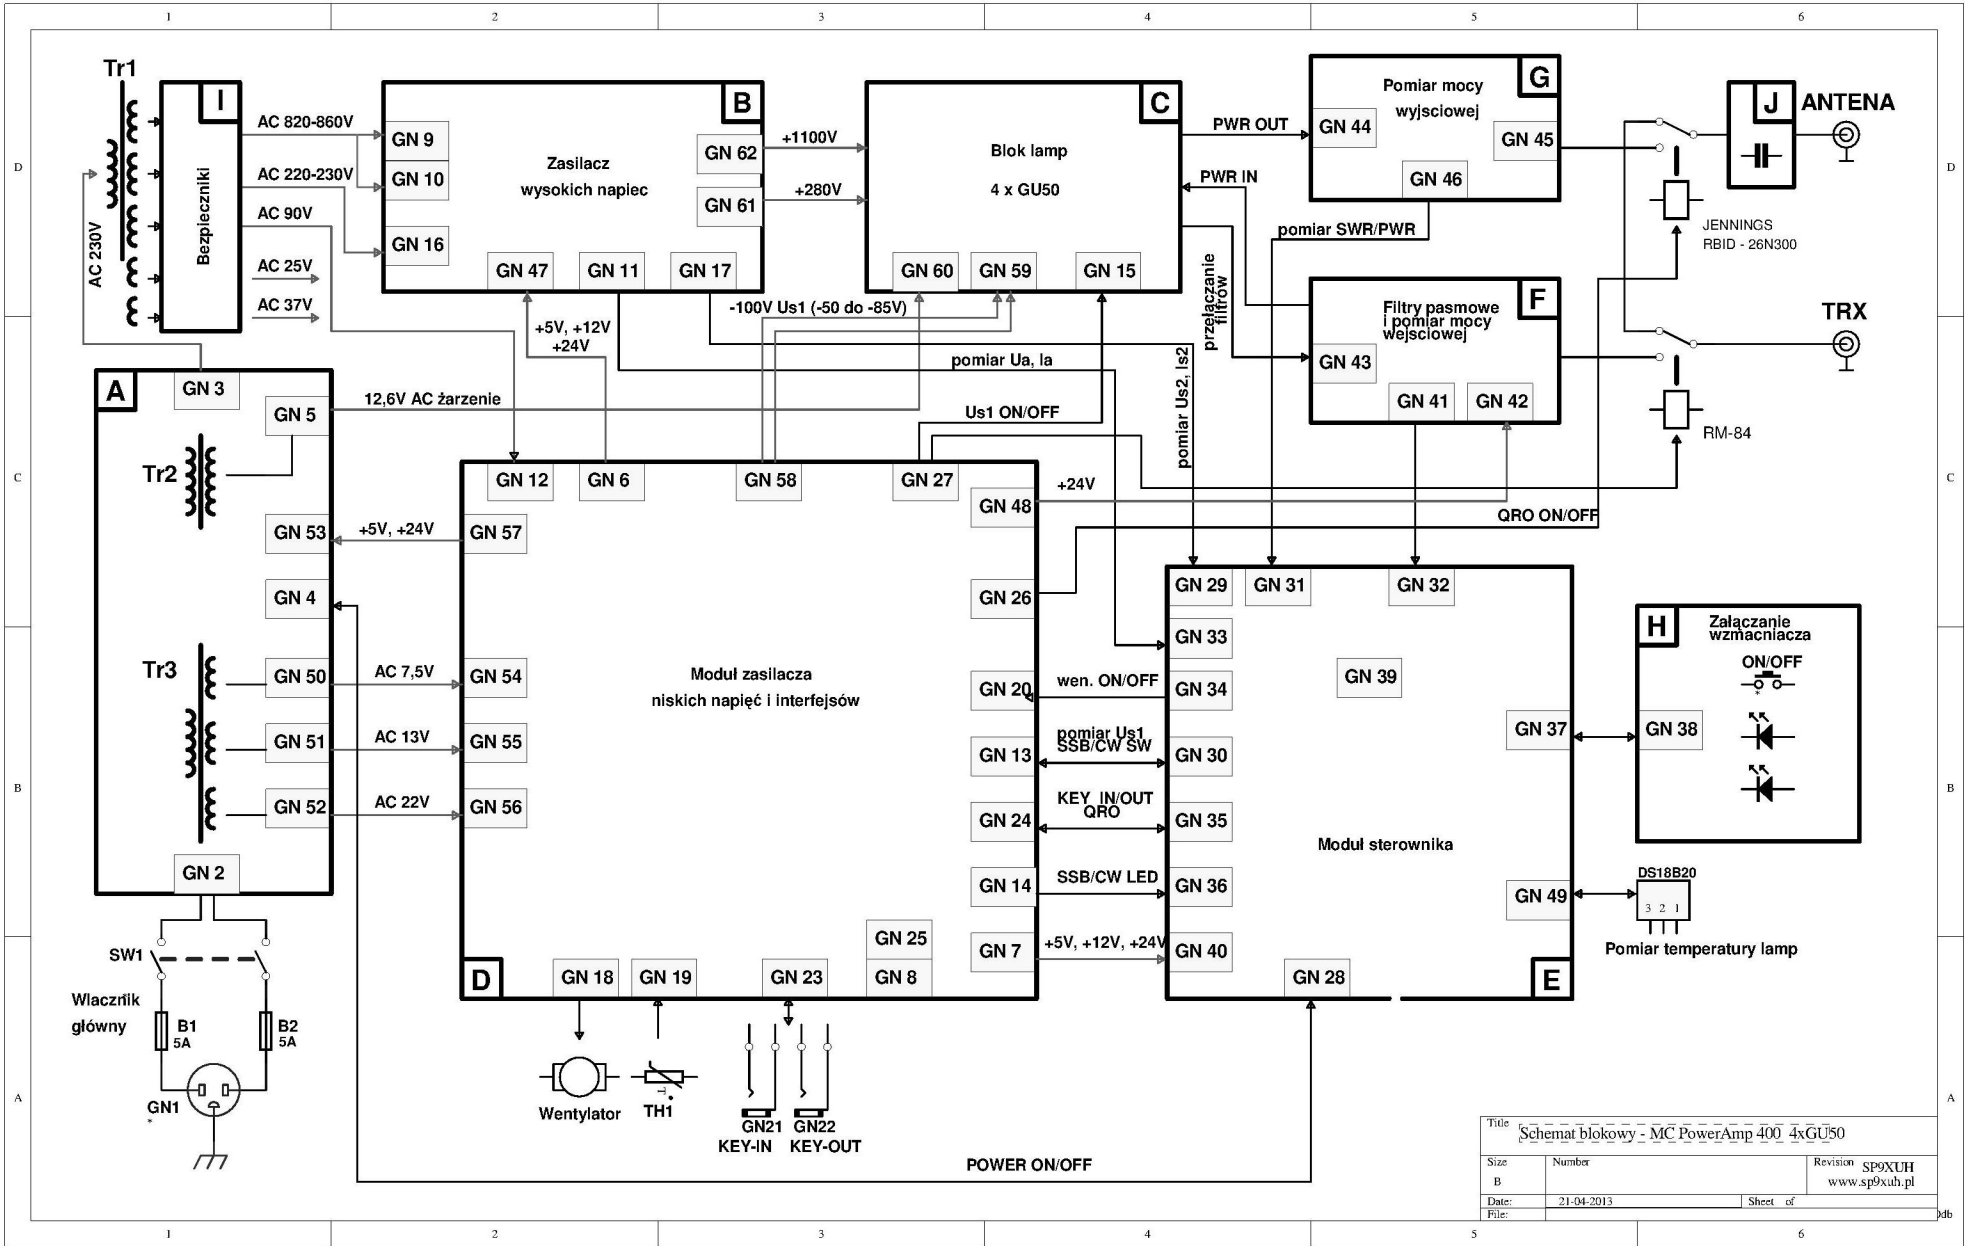 1 2 3 4 5 6
D
C
B
A
Tr1
AC 230V
Bezpieczniki
I
AC 820-860V
AC 220-230V
AC 90V
AC 25V
AC 37V
B
GN 9
GN 10
GN 16
Zasilacz
wysokich napiec
GN 62
GN 61
GN 47
GN 11
GN 17
+1100V
+280V
C
Blok lamp
4 x GU50
GN 60
GN 59
GN 15
PWR OUT
PWR IN
G
Pomiar mocy
wyjsciowej
GN 44
GN 45
GN 46
pomiar SWR/PWR
J
ANTENA
JENNINGS
RBID - 26N300
F
Filtry pasmowe
i pomiar mocy
wejsciowej
GN 43
GN 41
GN 42
przełączanie
filtrów
TRX
RM-84
-100V Us1 (-50 do -85V)
+5V, +12V
+24V
pomiar Ua, Ia
pomiar Us2, Is2
12,6V AC żarzenie
Us1 ON/OFF
A
GN 3
GN 5
Tr2
GN 53
GN 4
Tr3
GN 50
GN 51
GN 52
GN 2
+5V, +24V
AC 7,5V
AC 13V
AC 22V
GN 12
GN 6
GN 58
GN 27
GN 48
GN 57
GN 26
GN 54
GN 20
GN 55
GN 13
GN 56
GN 24
GN 14
GN 25
GN 8
GN 7
GN 18
GN 19
GN 23
D
Moduł zasilacza
niskich napięć i interfejsów
+24V
QRO ON/OFF
wen. ON/OFF
pomiar Us1
SSB/CW SW
KEY IN/OUT
QRO
SSB/CW LED
+5V, +12V, +24V
GN 29
GN 31
GN 32
GN 33
GN 34
GN 39
GN 30
GN 37
GN 35
GN 36
GN 49
GN 40
GN 28
Moduł sterownika
E
H
Załączanie
wzmacniacza
ON/OFF
*
GN 38
DS18B20
3 2 1
Pomiar temperatury lamp
SW1
Wlacznik
główny
B1
5A
B2
5A
GN1
*
Wentylator
TH1
T
GN21
KEY-IN
GN22
KEY-OUT
POWER ON/OFF
Title
Schemat blokowy - MC PowerAmp 400 4xGU50
Size
B
Number
Revision SP9XUH
www.sp9xuh.pl
Date: 21-04-2013 Sheet of
File:
D
C
B
A
1 2 3 4 5 6